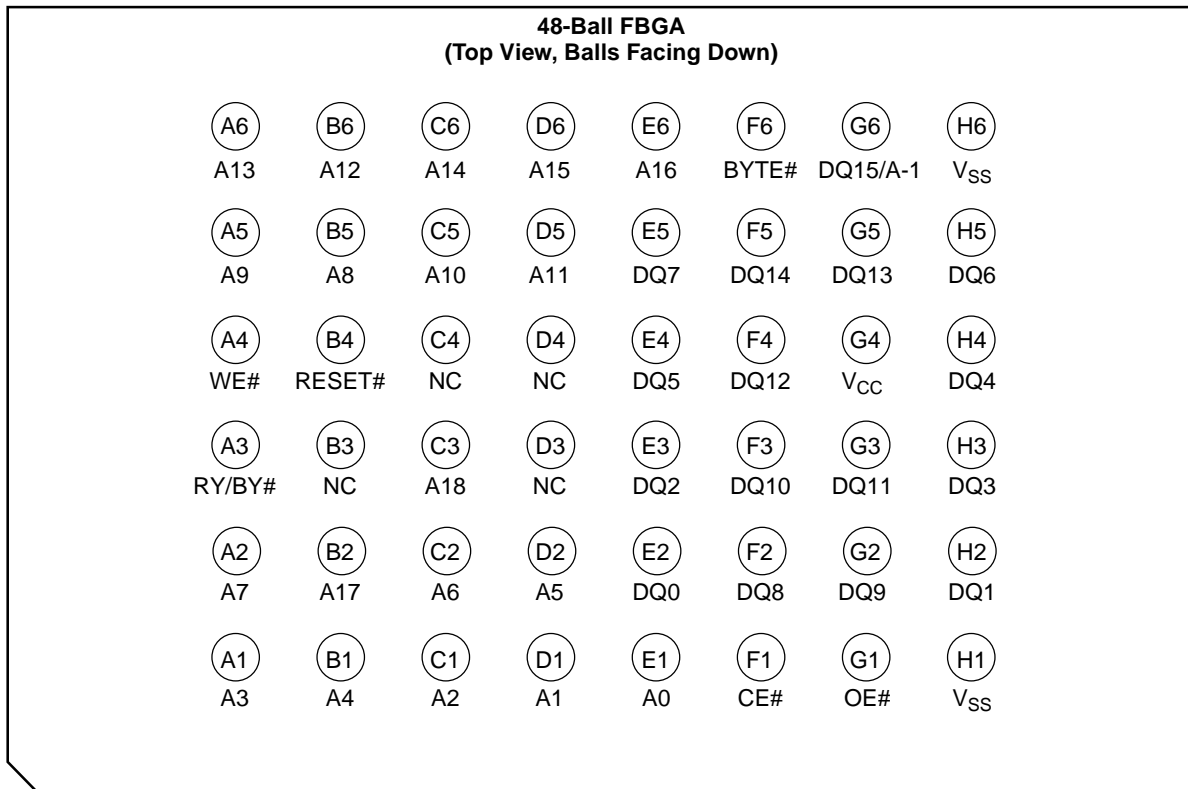 48-Ball FBGA
(Top View, Balls Facing Down)
A6 B6 C6 D6 E6 F6 G6 H6
A13 A12 A14 A15 A16 BYTE# DQ15/A-1 VSS
A5 B5 C5 D5 E5 F5 G5 H5
A9 A8 A10 A11 DQ7 DQ14 DQ13 DQ6
A4 B4 C4 D4 E4 F4 G4 H4
WE# RESET# NC NC DQ5 DQ12 VCC DQ4
A3 B3 C3 D3 E3 F3 G3 H3
RY/BY# NC A18 NC DQ2 DQ10 DQ11 DQ3
A2 B2 C2 D2 E2 F2 G2 H2
A7 A17 A6 A5 DQ0 DQ8 DQ9 DQ1
A1 B1 C1 D1 E1 F1 G1 H1
A3 A4 A2 A1 A0 CE# OE# VSS